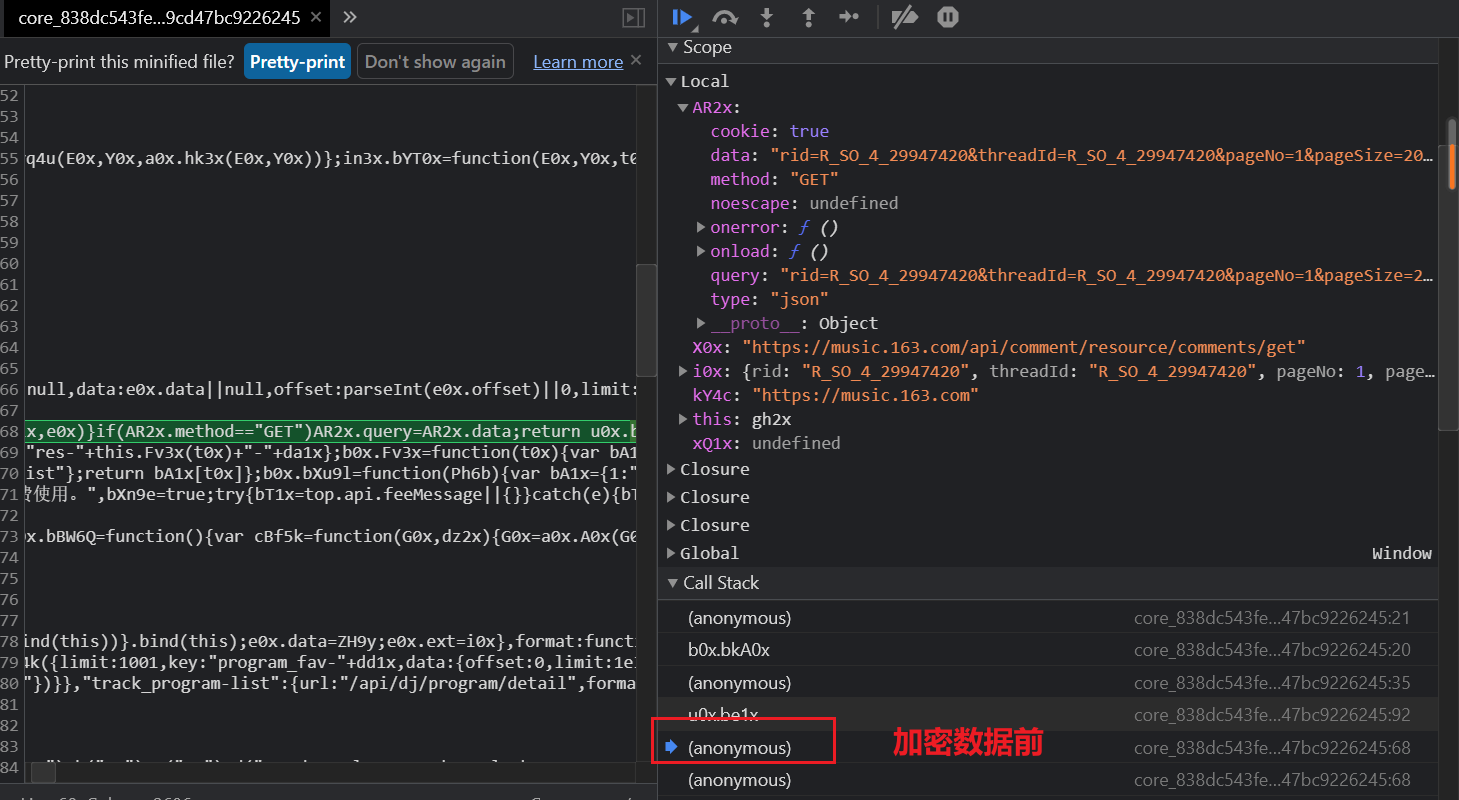 core_838dc543fe...9cd47bc9226245 × »
Pretty-print this minified file? Pretty-print Don't show again Learn more ×
52
53
54
55 q4u(E0x,Y0x,a0x.hk3x(E0x,Y0x))};in3x.bYT0x=function(E0x,Y0x,t0
56
57
58
59
60
61
62
63
64
65
66 null,data:e0x.data||null,offset:parseInt(e0x.offset)||0,limit:
67
68 x,e0x)}if(AR2x.method=="GET")AR2x.query=AR2x.data;return u0x.b
69 "res-"+this.Fv3x(t0x)+"-"+da1x};b0x.Fv3x=function(t0x){var bA1
70 ist"};return bA1x[t0x]};b0x.bXu9l=function(Ph6b){var bA1x={1:"
71 使用。",bXn9e=true;try{bT1x=top.api.feeMessage||{}}catch(e){bT
72
73 x.bBW6Q=function(){var cBf5k=function(G0x,dz2x){G0x=a0x.A0x(G0
74
75
76
77
78 ind(this))}.bind(this);e0x.data=ZH9y;e0x.ext=i0x},format:functi
79 4k({limit:1001,key:"program_fav-"+dd1x,data:{offset:0,limit:1e
80 "})}},"track_program-list":{url:"/api/dj/program/detail",forma
81
82
83
84
Scope
Local
AR2x:
cookie: true
data: "rid=R_SO_4_29947420&threadId=R_SO_4_29947420&pageNo=1&pageSize=20…
method: "GET"
noescape: undefined
onerror: ƒ ()
onload: ƒ ()
query: "rid=R_SO_4_29947420&threadId=R_SO_4_29947420&pageNo=1&pageSize=2…
type: "json"
__proto__: Object
X0x: "https://music.163.com/api/comment/resource/comments/get"
i0x: {rid: "R_SO_4_29947420", threadId: "R_SO_4_29947420", pageNo: 1, page…
kY4c: "https://music.163.com"
this: gh2x
xQ1x: undefined
Closure
Closure
Closure
Global Window
Call Stack
(anonymous) core_838dc543fe…47bc9226245:21
b0x.bkA0x core_838dc543fe…47bc9226245:20
(anonymous) core_838dc543fe…47bc9226245:35
u0x.be1x core_838dc543fe…47bc9226245:92
(anonymous) 加密数据前 core_838dc543fe…47bc9226245:68
(anonymous) core_838dc543fe…47bc9226245:68